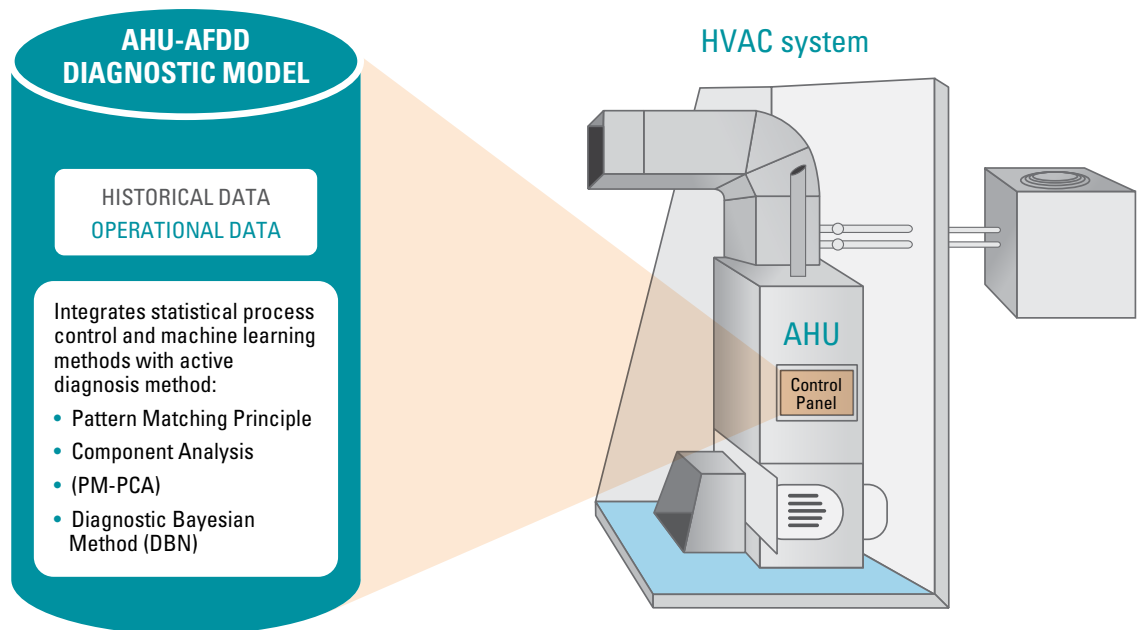 AHU-AFDD
DIAGNOSTIC MODEL
HISTORICAL DATA
OPERATIONAL DATA
Integrates statistical process
control and machine learning
methods with active
diagnosis method:
• Pattern Matching Principle
• Component Analysis
• (PM-PCA)
• Diagnostic Bayesian
Method (DBN)
HVAC system
AHU
Control
Panel